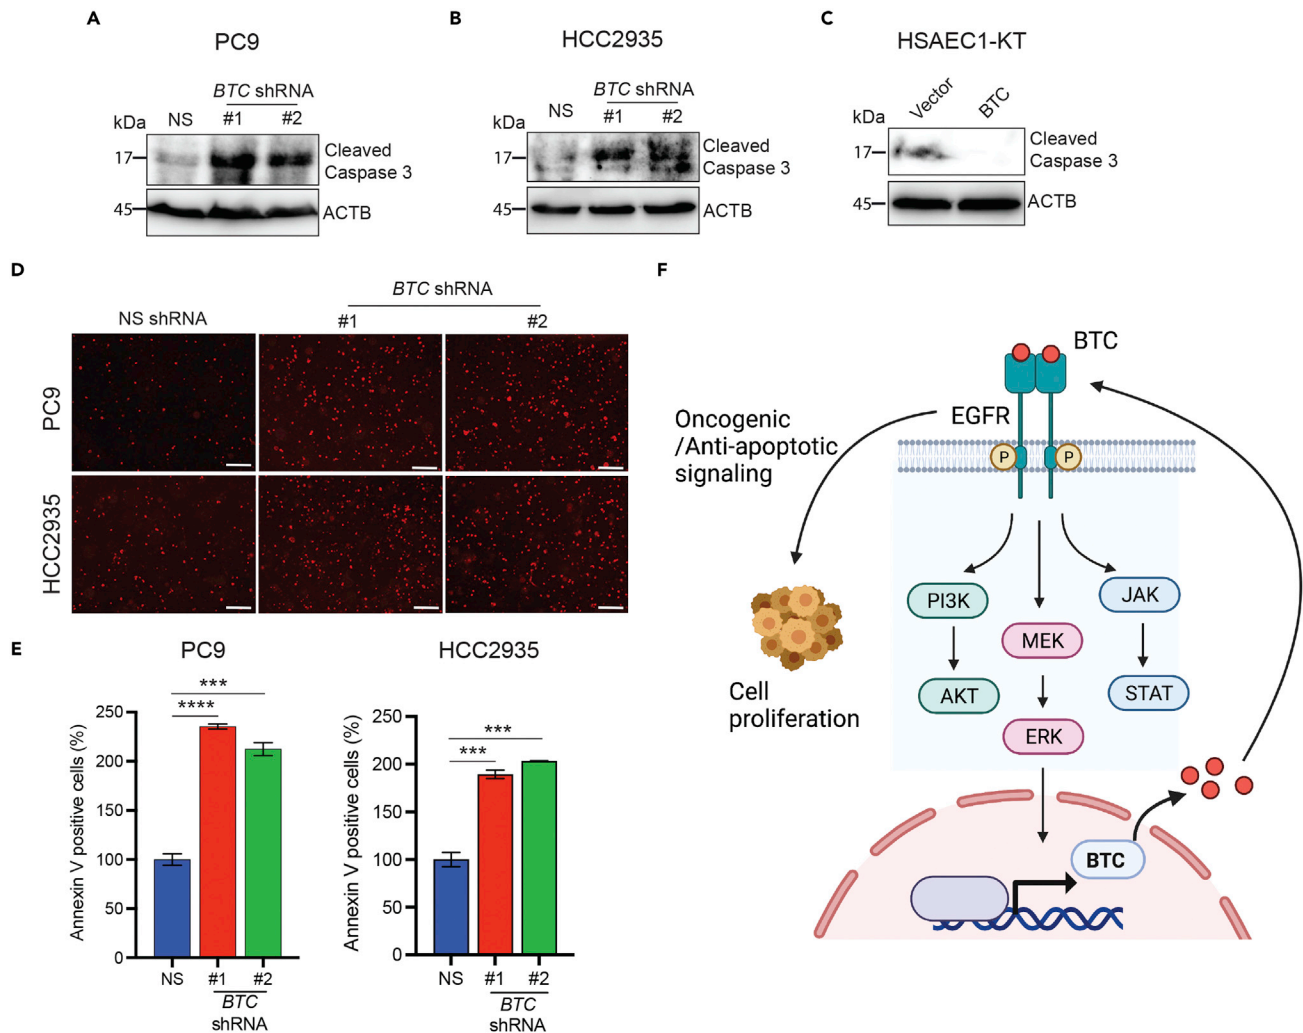 A
PC9
BTC shRNA
NS #1 #2
kDa
17
Cleaved
Caspase 3
45
ACTB
B
HCC2935
BTC shRNA
NS #1 #2
kDa
17
Cleaved
Caspase 3
45
ACTB
C
HSAEC1-KT
Vector BTC
kDa
17
Cleaved
Caspase 3
45
ACTB
D
BTC shRNA
NS shRNA #1 #2
PC9
HCC2935
E
PC9
Annexin V positive cells (%)
250
200
150
100
50
0
***
****
NS #1 #2
BTC
shRNA
HCC2935
Annexin V positive cells (%)
250
200
150
100
50
0
***
***
NS #1 #2
BTC
shRNA
F
BTC
EGFR
Oncogenic
/Anti-apoptotic
signaling
P P
PI3K
MEK
JAK
AKT
ERK
STAT
Cell
proliferation
BTC